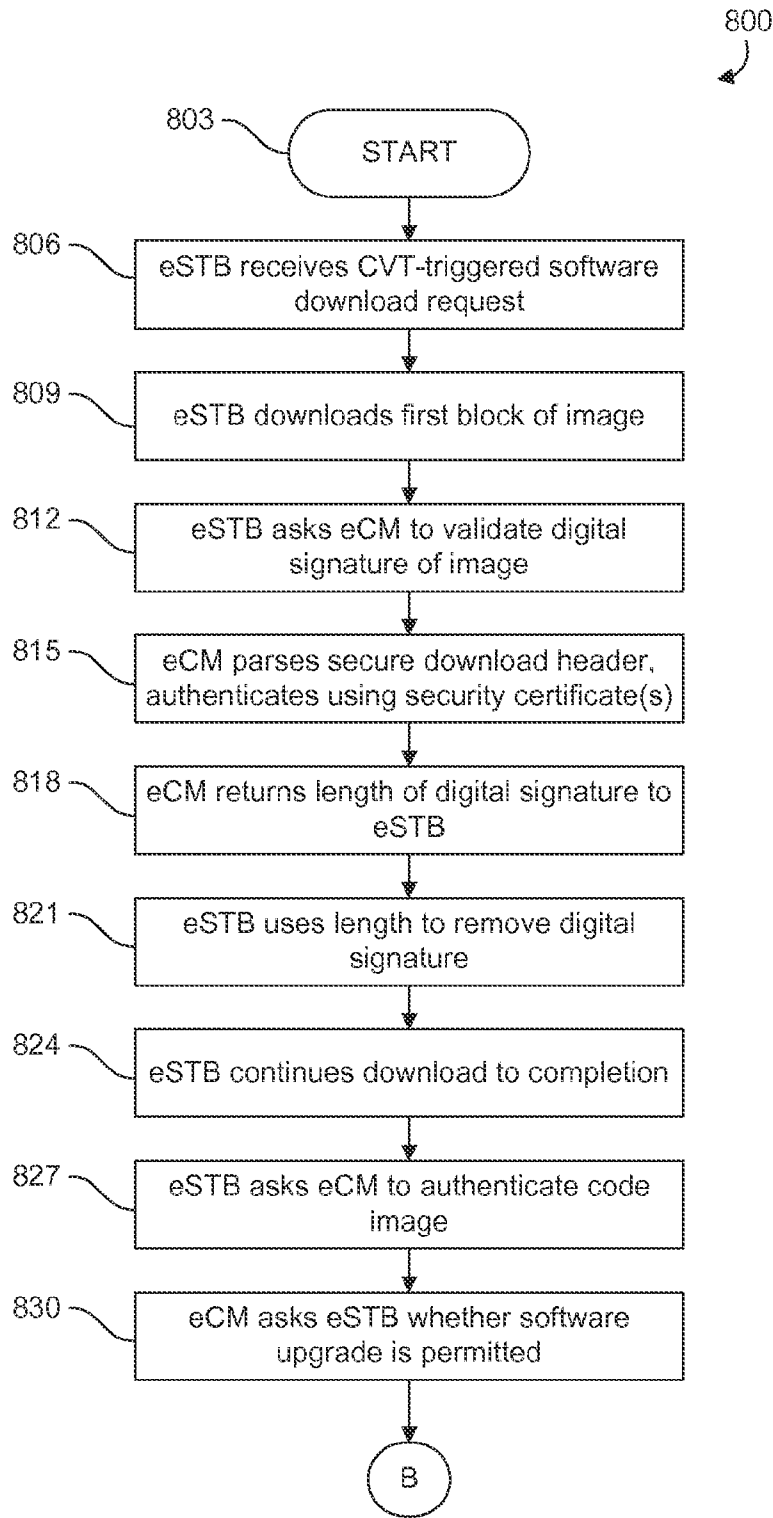 800
803
START
806
eSTB receives CVT-triggered software
download request
809
eSTB downloads first block of image
812
eSTB asks eCM to validate digital
signature of image
815
eCM parses secure download header,
authenticates using security certificate(s)
818
eCM returns length of digital signature to
eSTB
821
eSTB uses length to remove digital
signature
824
eSTB continues download to completion
827
eSTB asks eCM to authenticate code
image
830
eCM asks eSTB whether software
upgrade is permitted
B